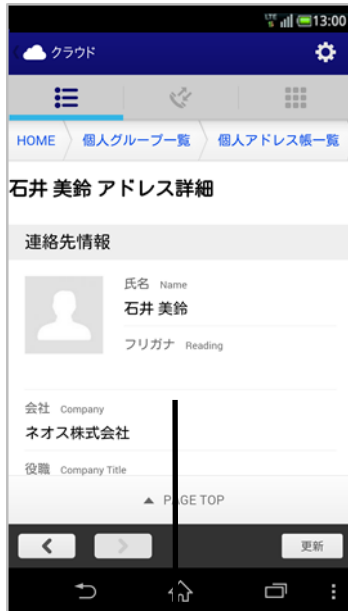 LTE 13:00
クラウド
HOME 個人グループ一覧 個人アドレス帳一覧
石井 美鈴 アドレス詳細
連絡先情報
氏名 Name
石井 美鈴
フリガナ Reading
会社 Company
ネオス株式会社
役職 Company Title
▲ PAGE TOP
更新